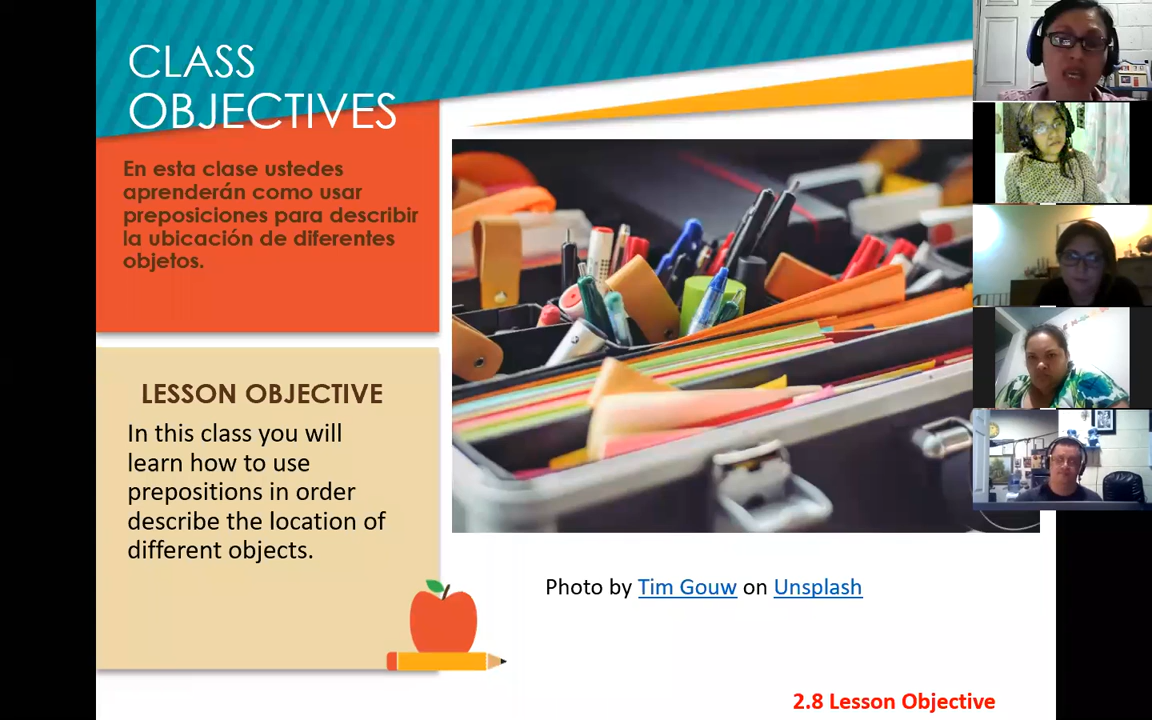 CLASS
OBJECTIVES
En esta clase ustedes
aprenderán como usar
preposiciones para describir
la ubicación de diferentes
objetos.
LESSON OBJECTIVE
In this class you will
learn how to use
prepositions in order
describe the location of
different objects.
Photo by Tim Gouw on Unsplash
2.8 Lesson Objective